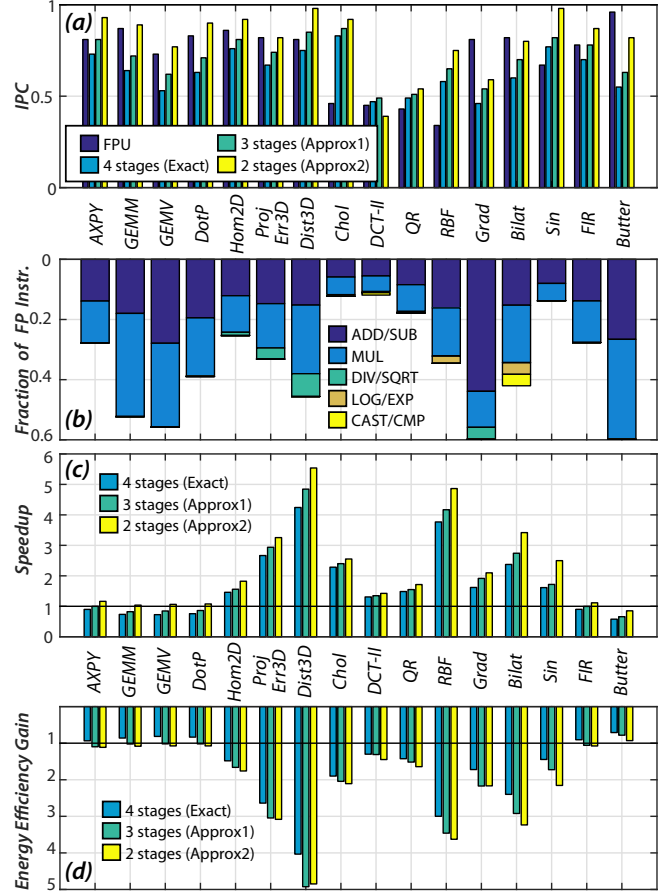 (a)
IPC
1
0.5
0
FPU
4 stages (Exact)
3 stages (Approx1)
2 stages (Approx2)
AXPY
GEMM
GEMV
DotP
Hom2D
Proj
Err3D
Dist3D
Chol
DCT-II
QR
RBF
Grad
Bilat
Sin
FIR
Butter
Fraction of FP Instr.
0
0.2
0.4
0.6
ADD/SUB
MUL
DIV/SQRT
LOG/EXP
CAST/CMP
(b)
(c)
Speedup
6
5
4
3
2
1
0
4 stages (Exact)
3 stages (Approx1)
2 stages (Approx2)
AXPY
GEMM
GEMV
DotP
Hom2D
Proj
Err3D
Dist3D
Chol
DCT-II
QR
RBF
Grad
Bilat
Sin
FIR
Butter
Energy Efficiency Gain
1
2
3
4
5
4 stages (Exact)
3 stages (Approx1)
2 stages (Approx2)
(d)